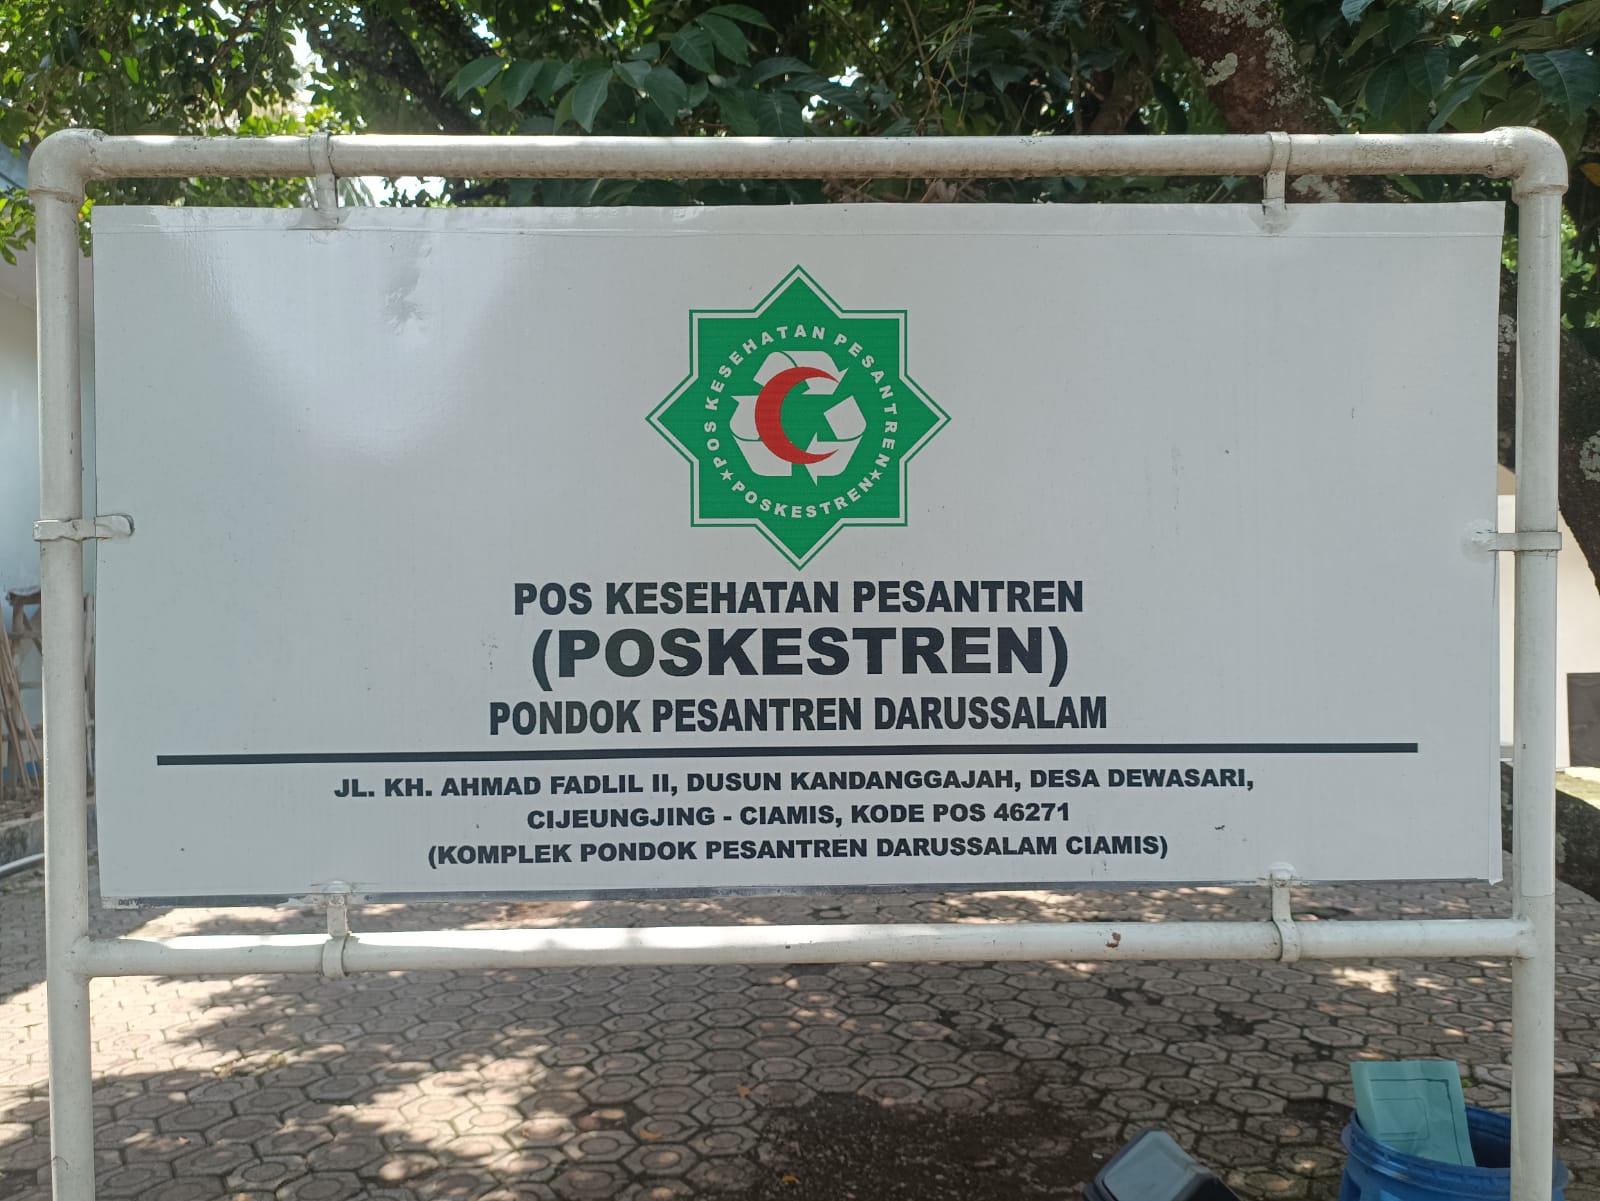 POS KESEHATAN PESANTREN
POSKESTREN
POS KESEHATAN PESANTREN
(POSKESTREN)
PONDOK PESANTREN DARUSSALAM
JL. KH. AHMAD FADLIL II, DUSUN KANDANGGAJAH, DESA DEWASARI,
CIJEUNGJING - CIAMIS, KODE POS 46271
(KOMPLEK PONDOK PESANTREN DARUSSALAM CIAMIS)